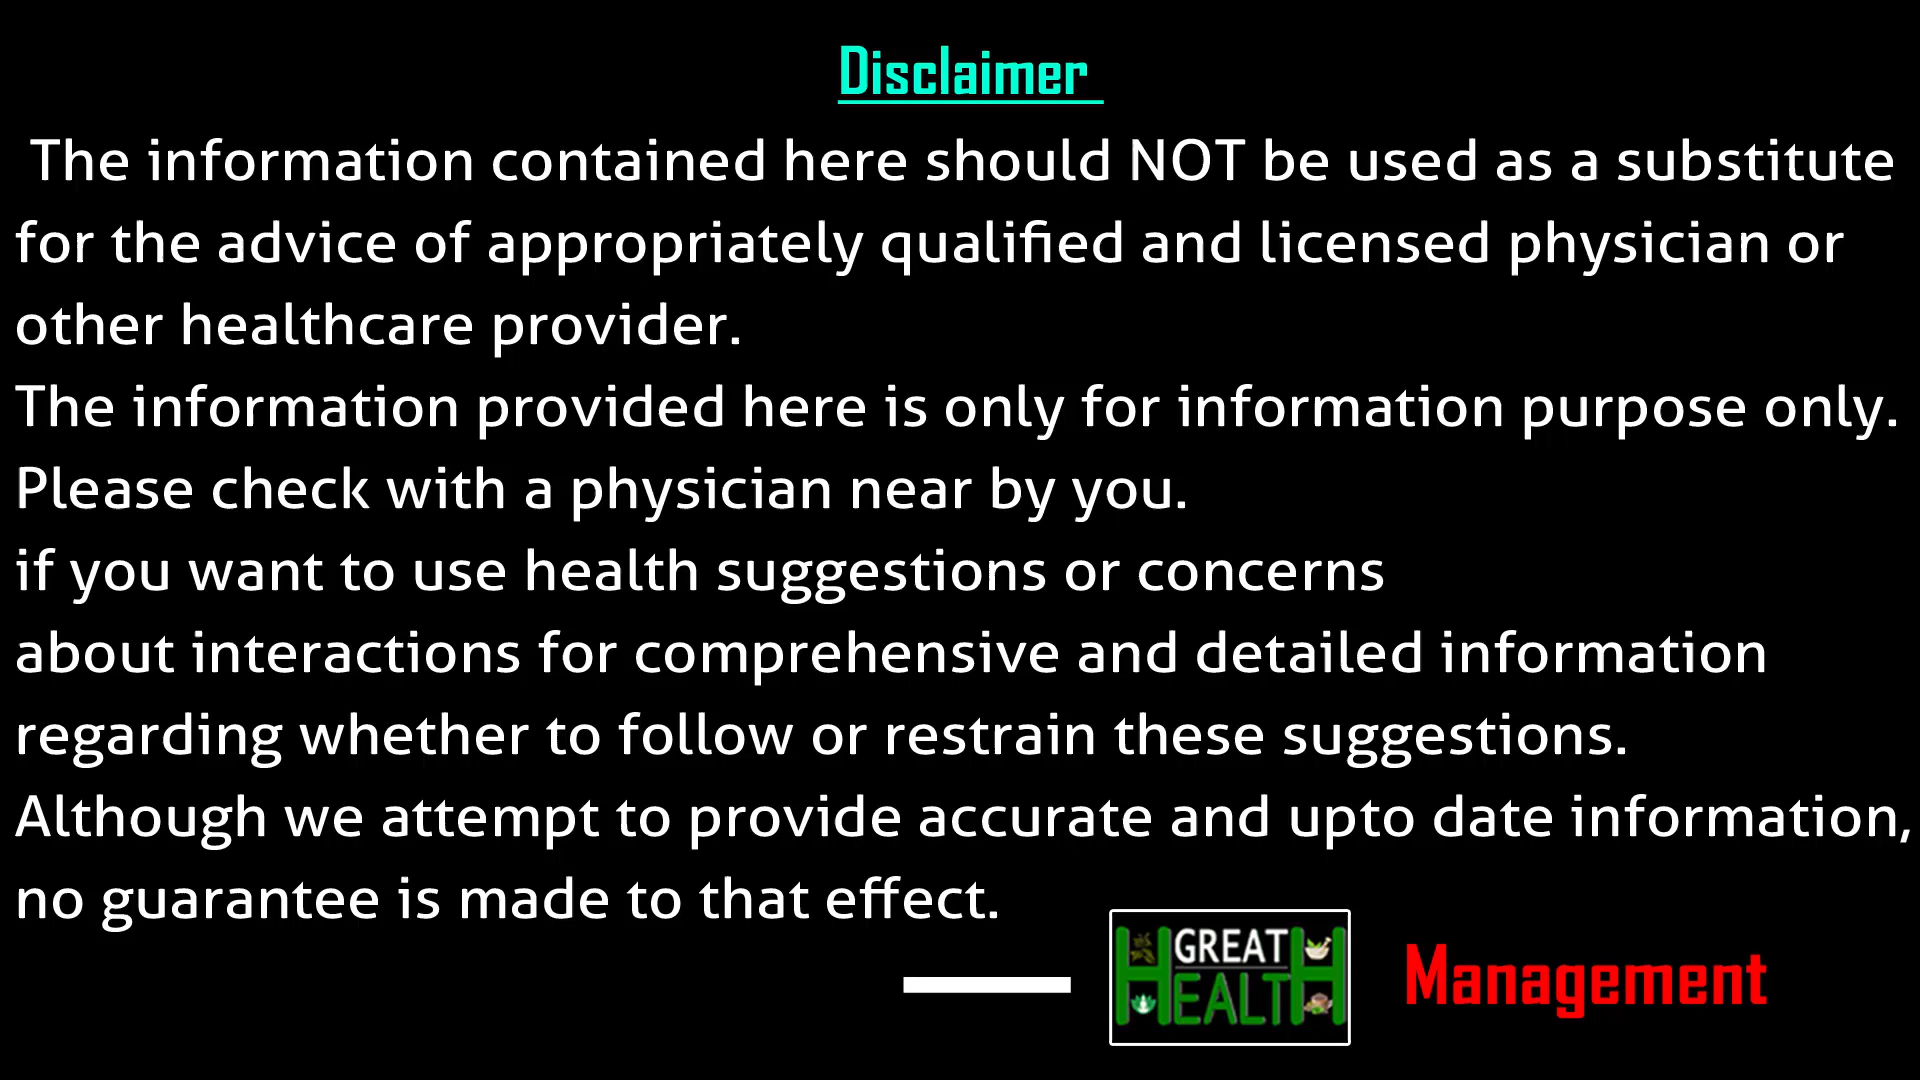 Disclaimer
The information contained here should NOT be used as a substitute
for the advice of appropriately qualified and licensed physician or
other healthcare provider.
The information provided here is only for information purpose only.
Please check with a physician near by you.
if you want to use health suggestions or concerns
about interactions for comprehensive and detailed information
regarding whether to follow or restrain these suggestions.
Although we attempt to provide accurate and upto date information,
no guarantee is made to that effect.
GREAT
HEALTH
Management